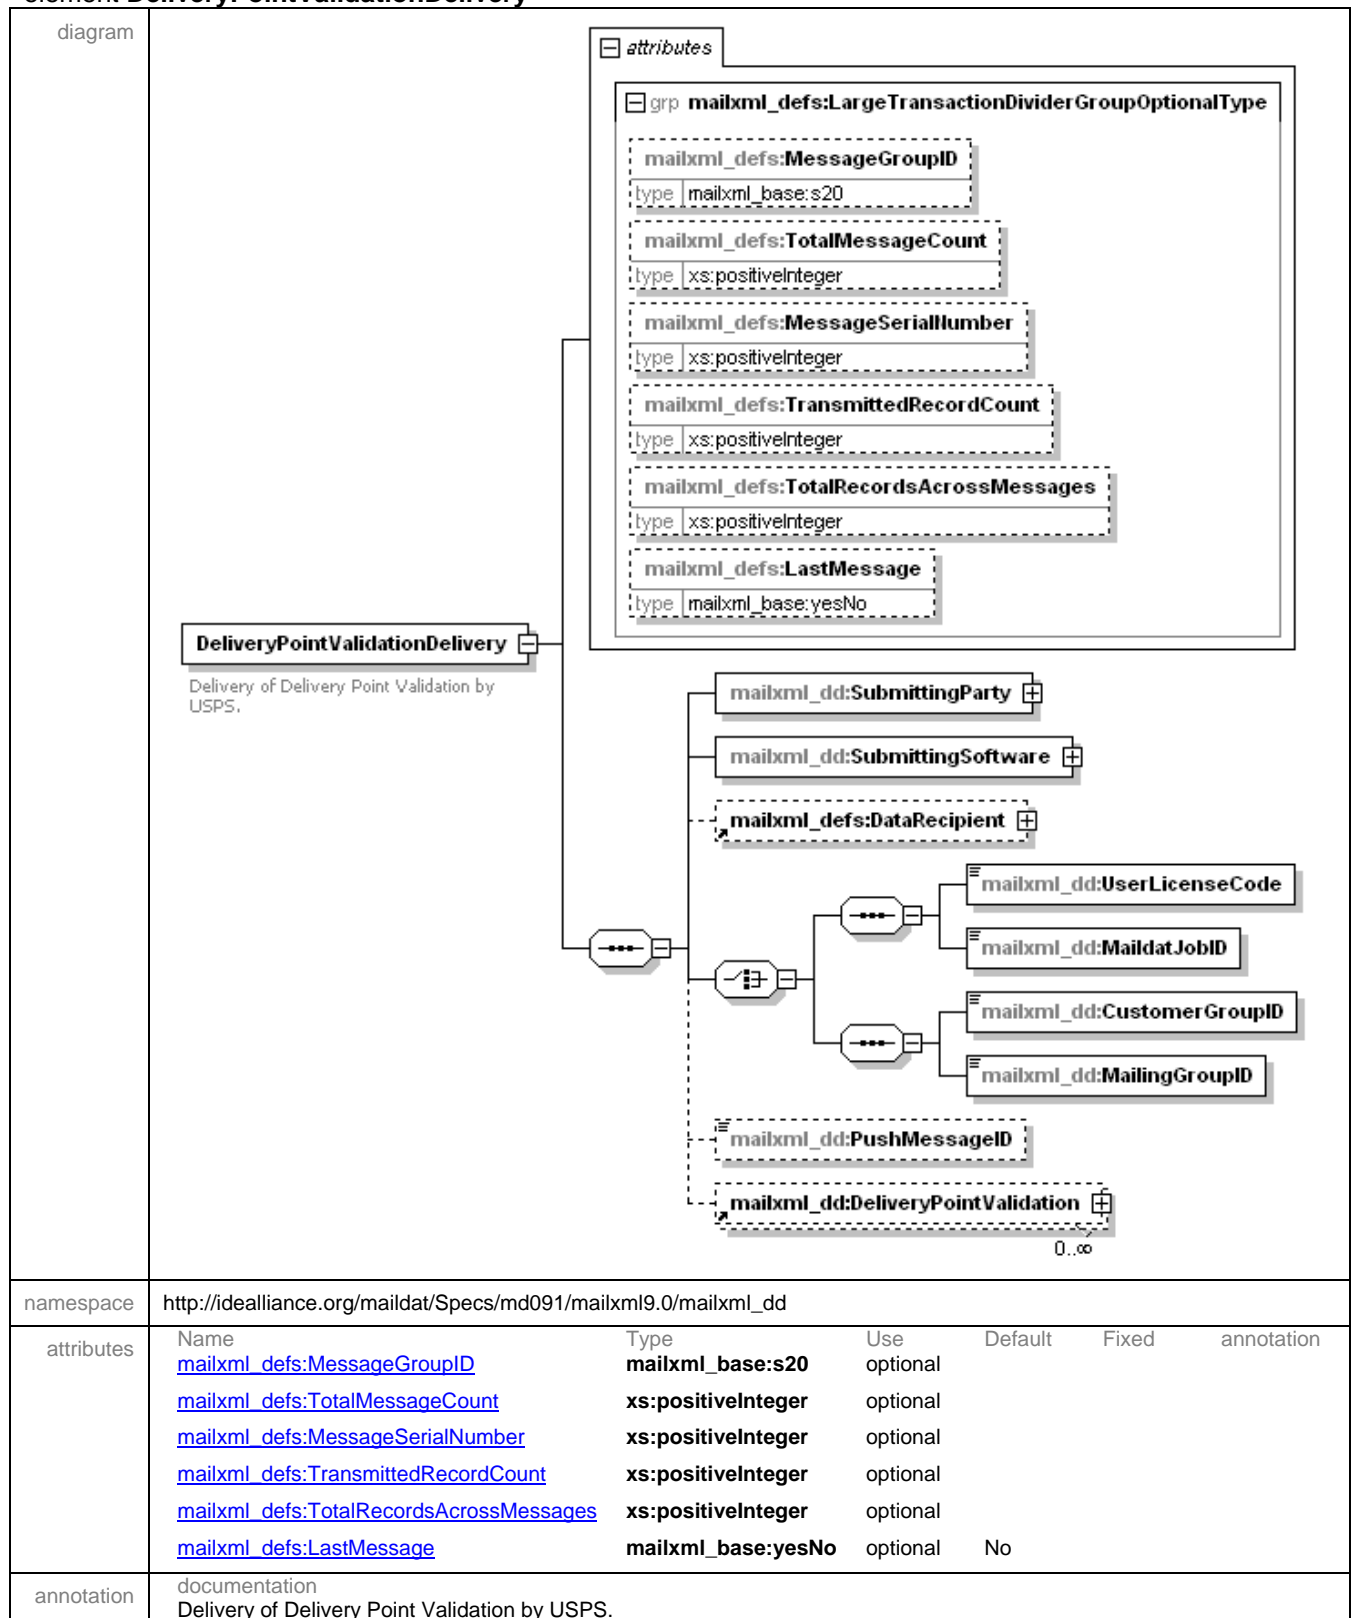 element DeliveryPointValidationDelivery
diagram
attributes
grp mailxml_defs:LargeTransactionDividerGroupOptionalType
mailxml_defs:MessageGroupID
type mailxml_base:s20
mailxml_defs:TotalMessageCount
type xs:positiveInteger
mailxml_defs:MessageSerialNumber
type xs:positiveInteger
mailxml_defs:TransmittedRecordCount
type xs:positiveInteger
mailxml_defs:TotalRecordsAcrossMessages
type xs:positiveInteger
mailxml_defs:LastMessage
type mailxml_base:yesNo
DeliveryPointValidationDelivery
Delivery of Delivery Point Validation by
USPS.
mailxml_dd:SubmittingParty
mailxml_dd:SubmittingSoftware
mailxml_defs:DataRecipient
mailxml_dd:UserLicenseCode
mailxml_dd:MaildatJobID
mailxml_dd:CustomerGroupID
mailxml_dd:MailingGroupID
mailxml_dd:PushMessageID
mailxml_dd:DeliveryPointValidation
0..∞
namespace http://idealliance.org/maildat/Specs/md091/mailxml9.0/mailxml_dd
attributes Name Type Use Default Fixed annotation
mailxml_defs:MessageGroupID mailxml_base:s20 optional
mailxml_defs:TotalMessageCount xs:positiveInteger optional
mailxml_defs:MessageSerialNumber xs:positiveInteger optional
mailxml_defs:TransmittedRecordCount xs:positiveInteger optional
mailxml_defs:TotalRecordsAcrossMessages xs:positiveInteger optional
mailxml_defs:LastMessage mailxml_base:yesNo optional No
annotation documentation
Delivery of Delivery Point Validation by USPS.